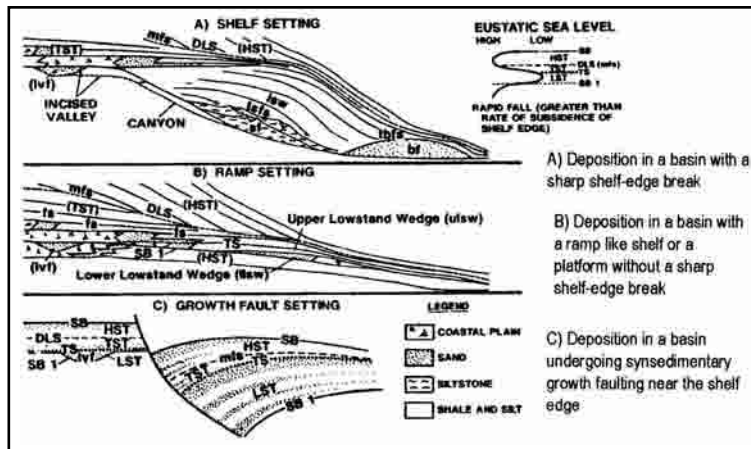 A) SHELF SETTING
mfs
DLS
(HST)
(TST)
(lvf)
INCISED
VALLEY
CANYON
lsw
lsfs
sf
tbfs
bf
EUSTATIC SEA LEVEL
HIGH LOW
SB
HST
DLS (mfs)
TST
TS
LST
SB 1
RAPID FALL (GREATER THAN
RATE OF SUBSIDENCE OF
SHELF EDGE)
A) Deposition in a basin with a
sharp shelf-edge break
B) RAMP SETTING
mfs
DLS
(HST)
fs
(TST)
fs
fs
TS
SB 1
(HST)
(lvf)
Upper Lowstand Wedge (ulsw)
Lower Lowstand Wedge (llsw)
B) Deposition in a basin with
a ramp like shelf or a
platform without a sharp
shelf-edge break
C) GROWTH FAULT SETTING
SB
HST
DLS
TST
TS
SB 1
lvf
LST
SB
HST
mfs
TST
TS
LST
SB 1
LEGEND
COASTAL PLAIN
SAND
SILTSTONE
SHALE AND SILT
C) Deposition in a basin
undergoing synsedimentary
growth faulting near the shelf
edge